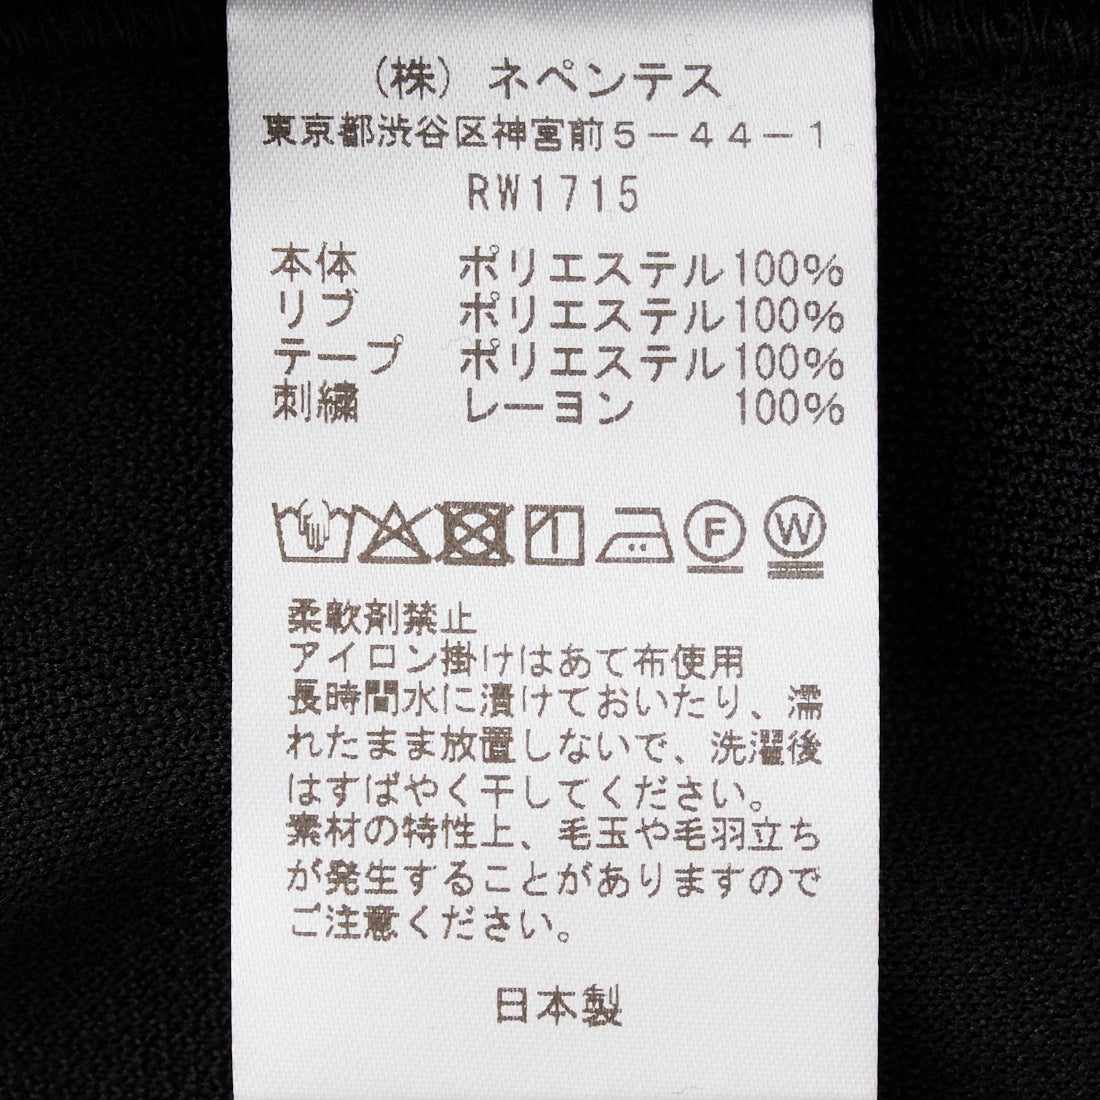 (株) ネペンテス
東京都渋谷区神宮前5-44-1
RW1715
本体 ポリエステル100%
リブ ポリエステル100%
テープ ポリエステル100%
刺繍 レーヨン 100%
F W
柔軟剤禁止
アイロン掛けはあて布使用
長時間水に漬けておいたり、濡
れたまま放置しないで、洗濯後
はすばやく干してください。
素材の特性上、毛玉や毛羽立ち
が発生することがありますので
ご注意ください。
日本製